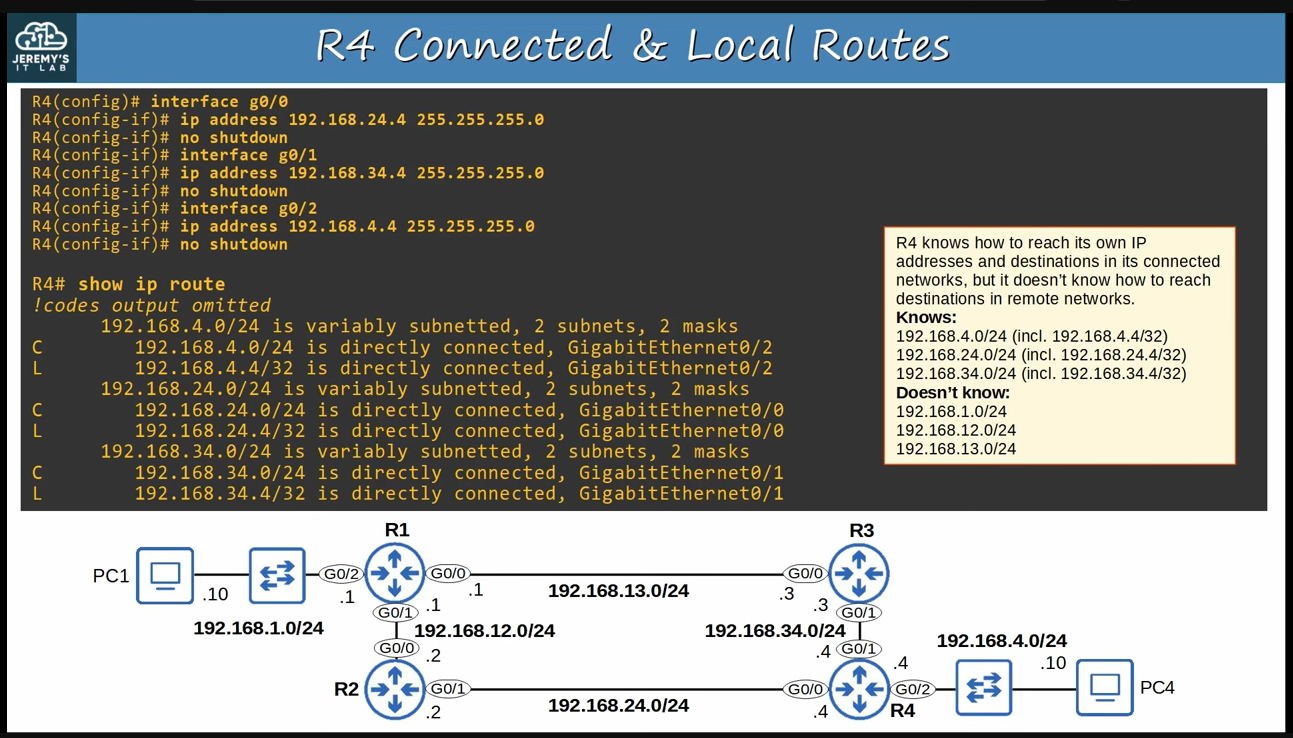 JEREMY'S
IT LAB
R4 Connected & Local Routes
R4(config)# interface g0/0
R4(config-if)# ip address 192.168.24.4 255.255.255.0
R4(config-if)# no shutdown
R4(config-if)# interface g0/1
R4(config-if)# ip address 192.168.34.4 255.255.255.0
R4(config-if)# no shutdown
R4(config-if)# interface g0/2
R4(config-if)# ip address 192.168.4.4 255.255.255.0
R4(config-if)# no shutdown
R4# show ip route
!codes output omitted
192.168.4.0/24 is variably subnetted, 2 subnets, 2 masks
C 192.168.4.0/24 is directly connected, GigabitEthernet0/2
L 192.168.4.4/32 is directly connected, GigabitEthernet0/2
192.168.24.0/24 is variably subnetted, 2 subnets, 2 masks
C 192.168.24.0/24 is directly connected, GigabitEthernet0/0
L 192.168.24.4/32 is directly connected, GigabitEthernet0/0
192.168.34.0/24 is variably subnetted, 2 subnets, 2 masks
C 192.168.34.0/24 is directly connected, GigabitEthernet0/1
L 192.168.34.4/32 is directly connected, GigabitEthernet0/1
R4 knows how to reach its own IP
addresses and destinations in its connected
networks, but it doesn't know how to reach
destinations in remote networks.
Knows:
192.168.4.0/24 (incl. 192.168.4.4/32)
192.168.24.0/24 (incl. 192.168.24.4/32)
192.168.34.0/24 (incl. 192.168.34.4/32)
Doesn't know:
192.168.1.0/24
192.168.12.0/24
192.168.13.0/24
R1
R3
PC1
G0/2
G0/0
G0/0
.10
.1
.1
192.168.13.0/24
.3
.3
G0/1
.1
G0/1
192.168.1.0/24
192.168.12.0/24
192.168.34.0/24
192.168.4.0/24
G0/0
.2
.4
G0/1
.4
.10
R2
G0/1
G0/0
G0/2
PC4
.2
192.168.24.0/24
.4
R4